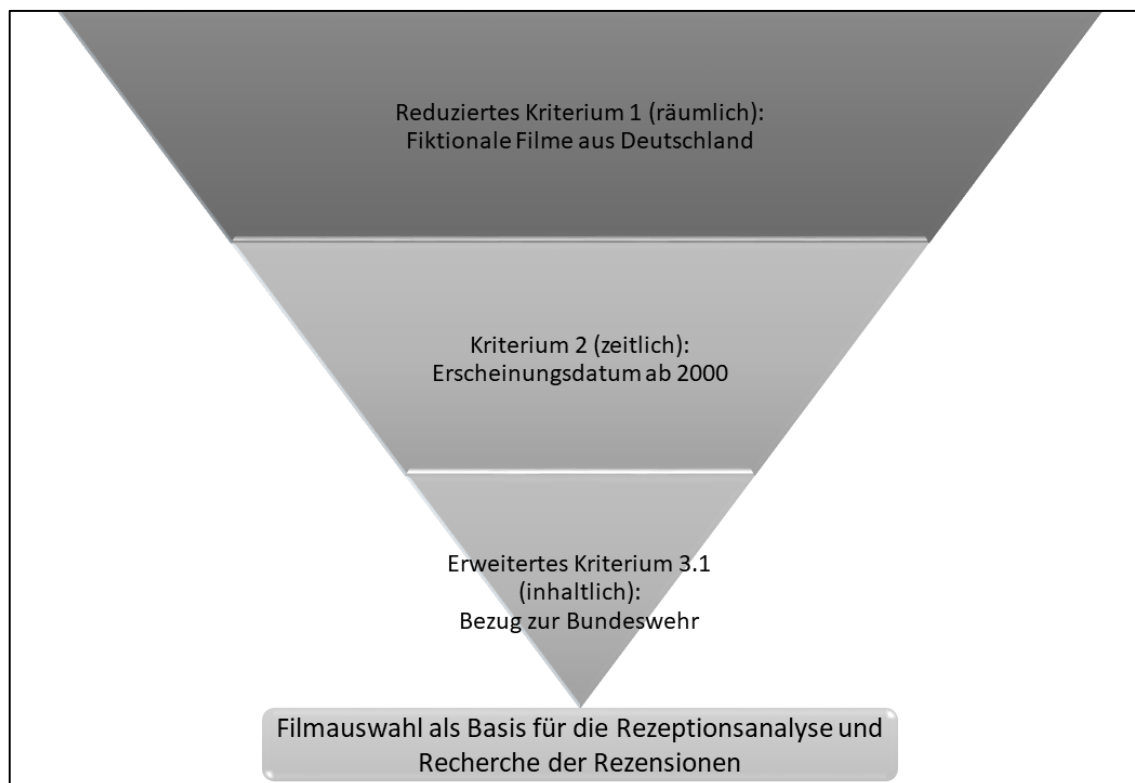 Reduziertes Kriterium 1 (räumlich):
Fiktionale Filme aus Deutschland
Kriterium 2 (zeitlich):
Erscheinungsdatum ab 2000
Erweitertes Kriterium 3.1
(inhaltlich):
Bezug zur Bundeswehr
Filmauswahl als Basis für die Rezeptionsanalyse und
Recherche der Rezensionen